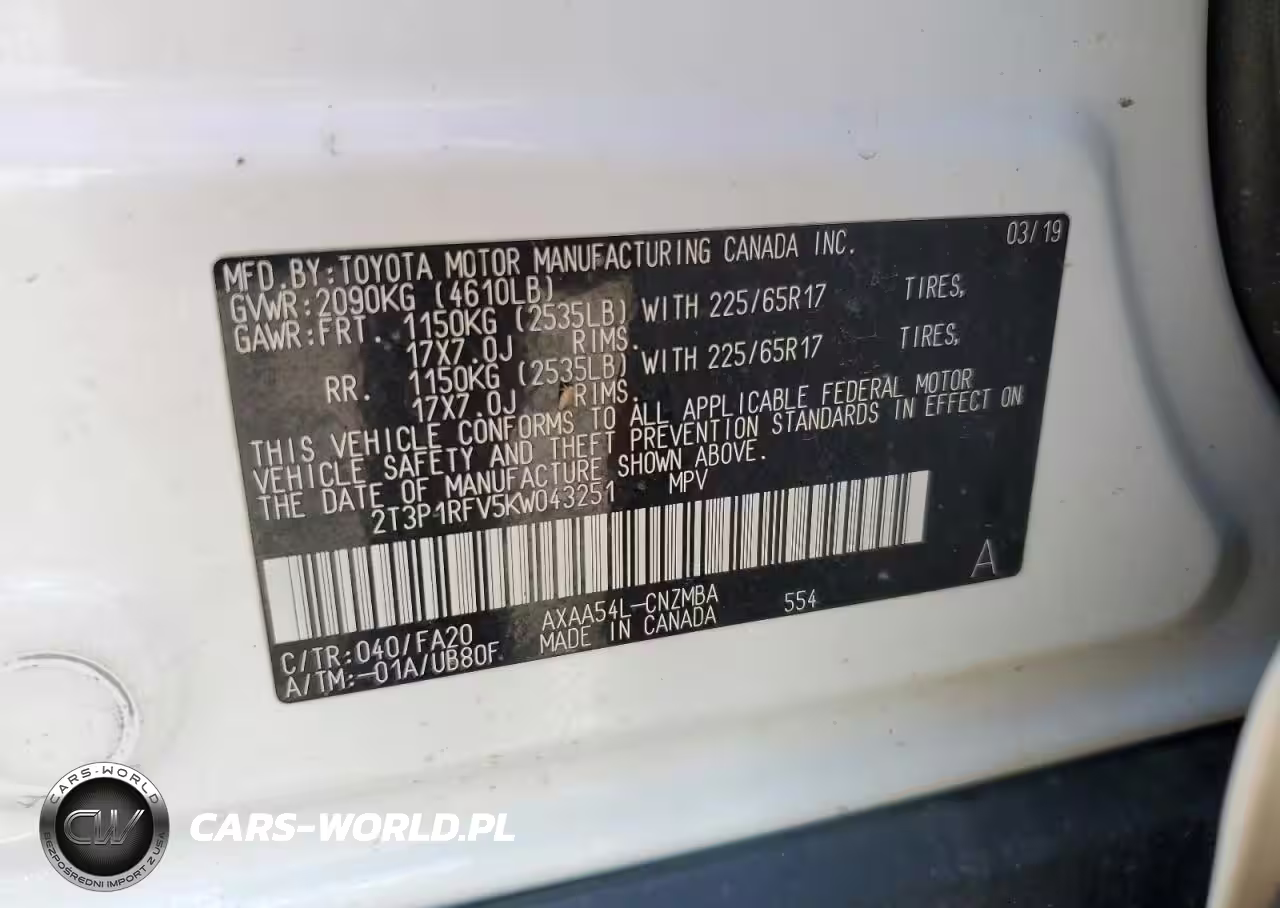 03/19
MFD.BY:TOYOTA MOTOR MANUFACTURING CANADA INC.
GVWR:2090KG (4610LB)
GAWR:FRT. 1150KG (2535LB) WITH 225/65R17 TIRES,
17X7.0J RIMS.
RR. 1150KG (2535LB) WITH 225/65R17 TIRES,
17X7.0J RIMS.
THIS VEHICLE CONFORMS TO ALL APPLICABLE FEDERAL MOTOR
VEHICLE SAFETY AND THEFT PREVENTION STANDARDS IN EFFECT ON
THE DATE OF MANUFACTURE SHOWN ABOVE.
2T3P1RFV5KW043251 MPV
A
C/TR:040/FA20 AXAA54L-CNZMBA 554
A/TM:-01A/UB80F MADE IN CANADA
CARS-WORLD
CW
BEZPOŚREDNI IMPORT Z USA
CARS-WORLD.PL